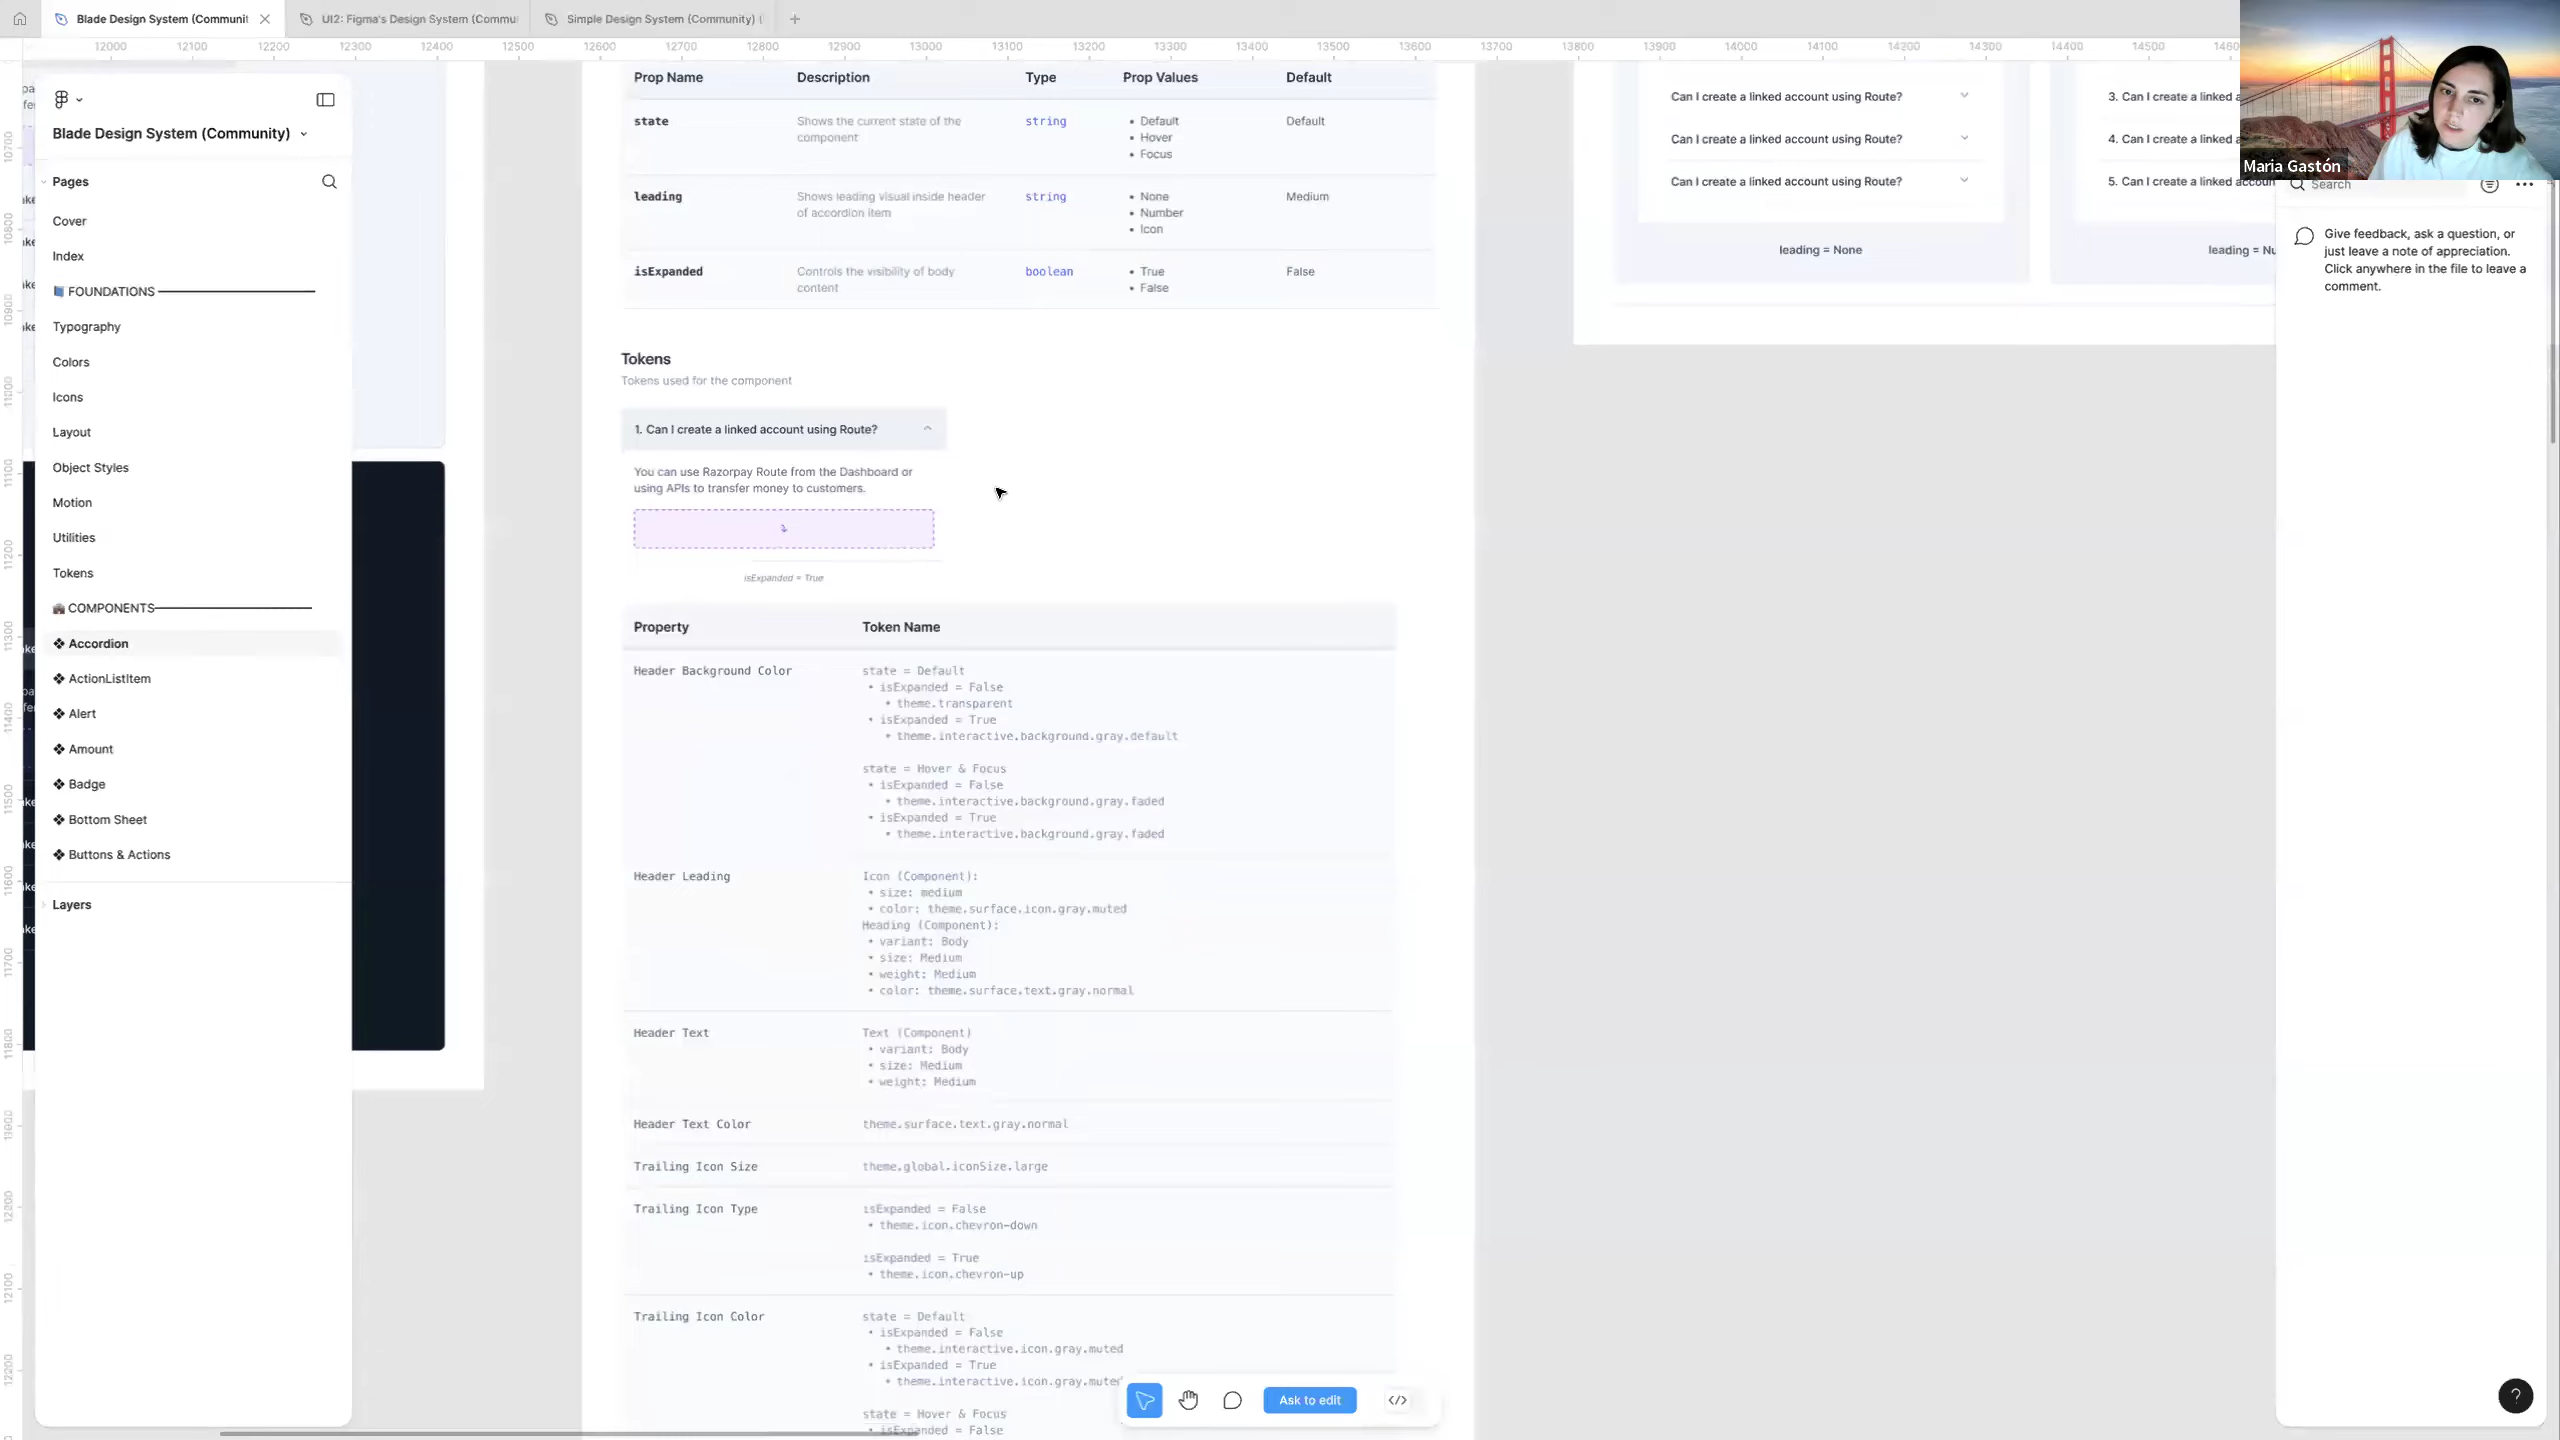 Blade Design System (Communit
UI2: Figma's Design System (Commu
Simple Design System (Community) (
12000 12100 12200 12300 12400 12500 12600 12700 12800 12900 13000 13100 13200 13300 13400 13500 13600 13700 13800 13900 14000 14100 14200 14300 14400 14500 1460
Maria Gastón
Blade Design System (Community)
Pages
Cover
Index
FOUNDATIONS
Typography
Colors
Icons
Layout
Object Styles
Motion
Utilities
Tokens
COMPONENTS
Accordion
ActionListItem
Alert
Amount
Badge
Bottom Sheet
Buttons & Actions
Layers
Prop Name Description Type Prop Values Default
state Shows the current state of the string • Default Default
component • Hover
• Focus
leading Shows leading visual inside header string • None Medium
of accordion item • Number
• Icon
isExpanded Controls the visibility of body boolean • True False
content • False
Tokens
Tokens used for the component
1. Can I create a linked account using Route?
You can use Razorpay Route from the Dashboard or
using APIs to transfer money to customers.
isExpanded = True
Property Token Name
Header Background Color state = Default
• isExpanded = False
• theme.transparent
• isExpanded = True
• theme.interactive.background.gray.default
state = Hover & Focus
• isExpanded = False
• theme.interactive.background.gray.faded
• isExpanded = True
• theme.interactive.background.gray.faded
Header Leading Icon (Component):
• size: medium
• color: theme.surface.icon.gray.muted
Heading (Component):
• variant: Body
• size: Medium
• weight: Medium
• color: theme.surface.text.gray.normal
Header Text Text (Component)
• variant: Body
• size: Medium
• weight: Medium
Header Text Color theme.surface.text.gray.normal
Trailing Icon Size theme.global.iconSize.large
Trailing Icon Type isExpanded = False
• theme.icon.chevron-down
isExpanded = True
• theme.icon.chevron-up
Trailing Icon Color state = Default
• isExpanded = False
• theme.interactive.icon.gray.muted
• isExpanded = True
• theme.interactive.icon.gray.muted
state = Hover & Focus
• isExpanded = False
Ask to edit
Can I create a linked account using Route?
Can I create a linked account using Route?
Can I create a linked account using Route?
leading = None
3. Can I create a linked a
4. Can I create a linked a
5. Can I create a linked accoun
leading = Nu
Search
Give feedback, ask a question, or
just leave a note of appreciation.
Click anywhere in the file to leave a
comment.
?